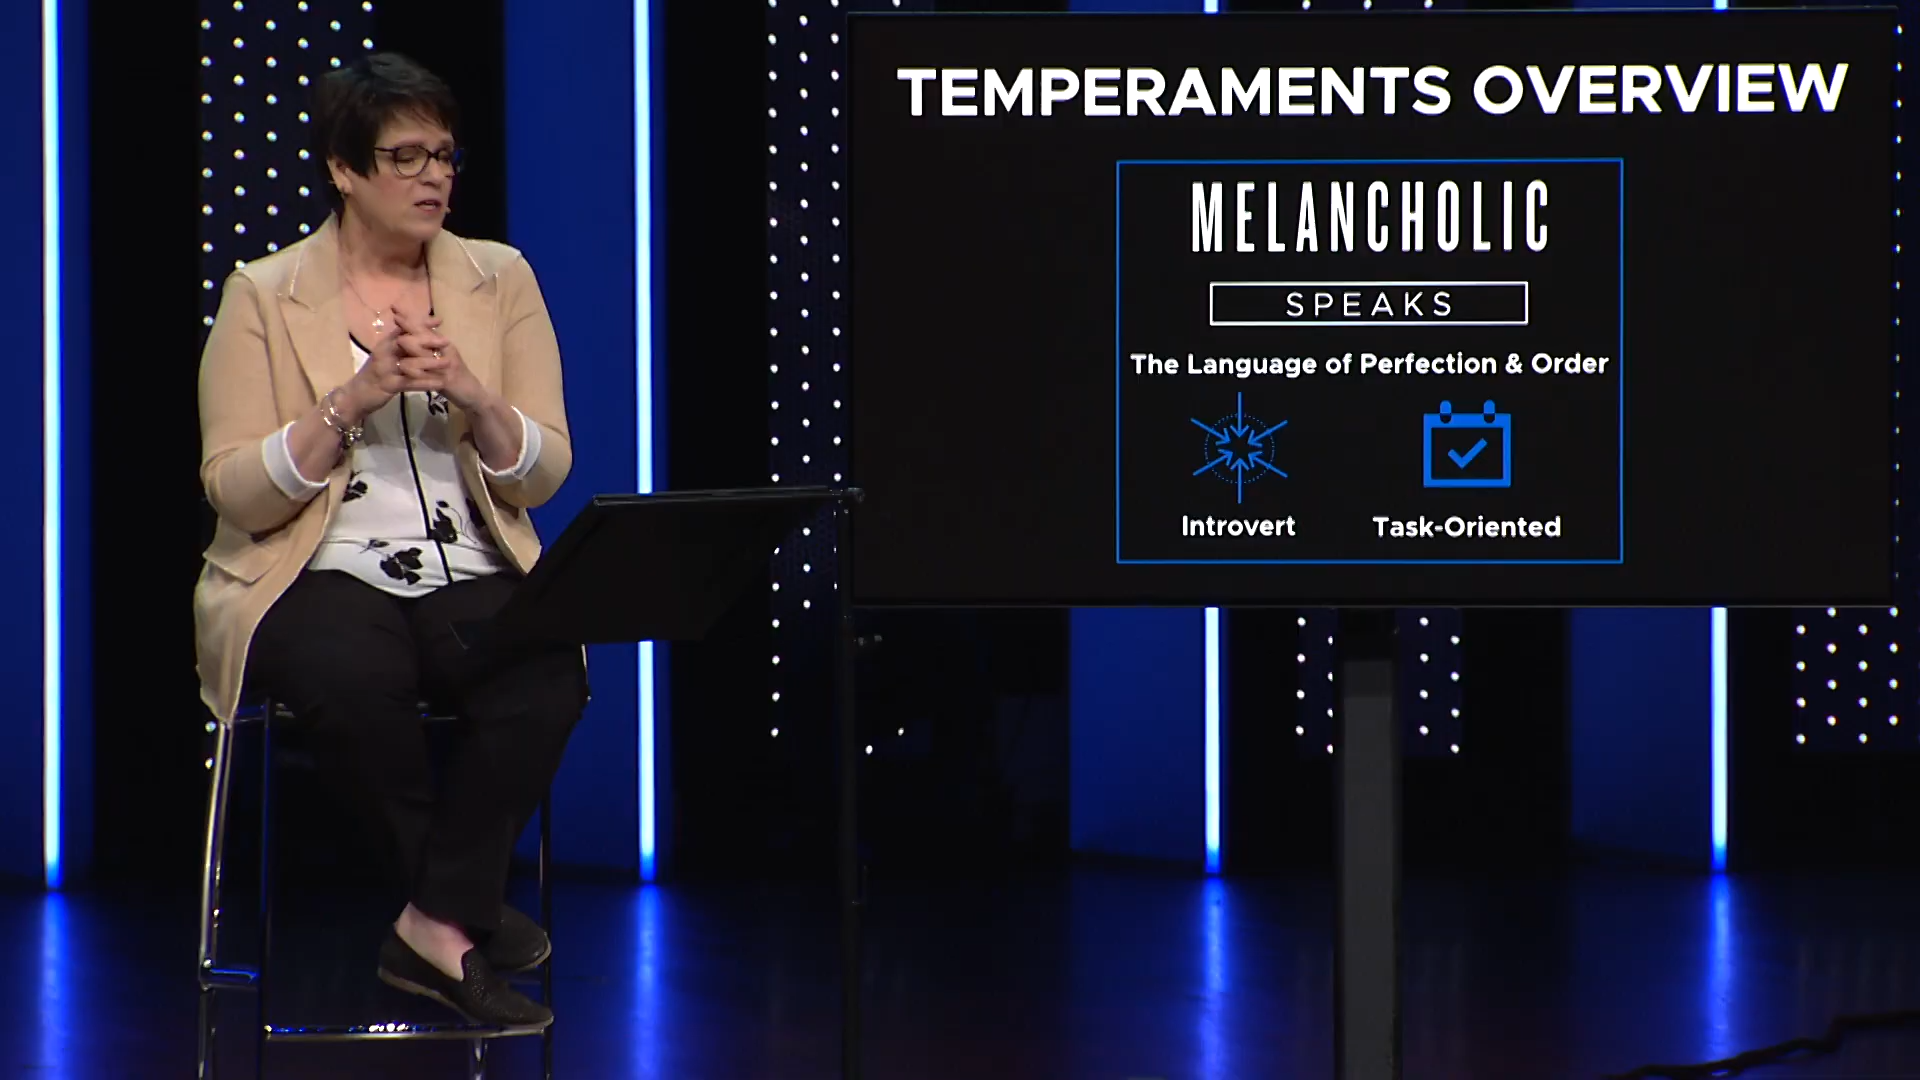 TEMPERAMENTS OVERVIEW
MELANCHOLIC
SPEAKS
The Language of Perfection & Order
Introvert
Task-Oriented